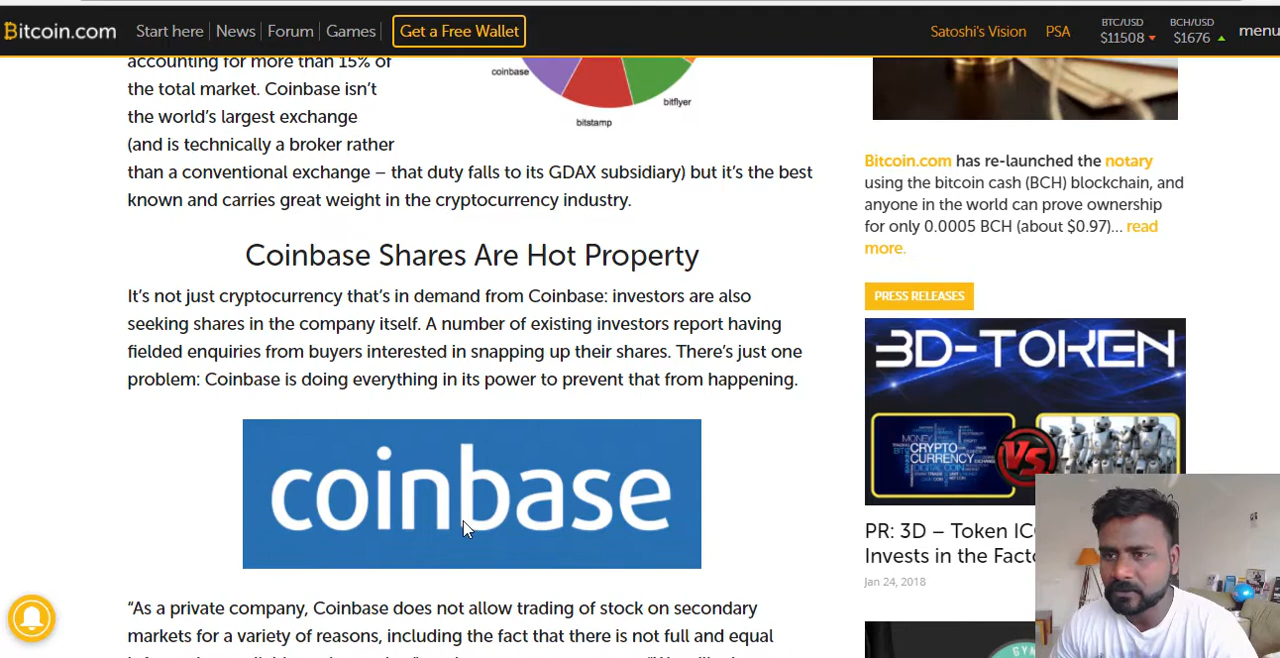 Bitcoin.com
Start here
News
Forum
Games
Get a Free Wallet
Satoshi's Vision
PSA
BTC/USD
$11508
BCH/USD
$1676
menu
accounting for more than 15% of
the total market. Coinbase isn't
the world's largest exchange
(and is technically a broker rather
than a conventional exchange – that duty falls to its GDAX subsidiary) but it's the best
known and carries great weight in the cryptocurrency industry.
coinbase
bitflyer
bitstamp
Coinbase Shares Are Hot Property
It's not just cryptocurrency that's in demand from Coinbase: investors are also
seeking shares in the company itself. A number of existing investors report having
fielded enquiries from buyers interested in snapping up their shares. There's just one
problem: Coinbase is doing everything in its power to prevent that from happening.
coinbase
"As a private company, Coinbase does not allow trading of stock on secondary
markets for a variety of reasons, including the fact that there is not full and equal
Bitcoin.com has re-launched the notary
using the bitcoin cash (BCH) blockchain, and
anyone in the world can prove ownership
for only 0.0005 BCH (about $0.97)... read
more.
PRESS RELEASES
3D-TOKEN
MONEY
CRYPTO
CURRENCY
DIGITAL COIN
VS
PR: 3D – Token IC
Invests in the Facto
Jan 24, 2018
GYM